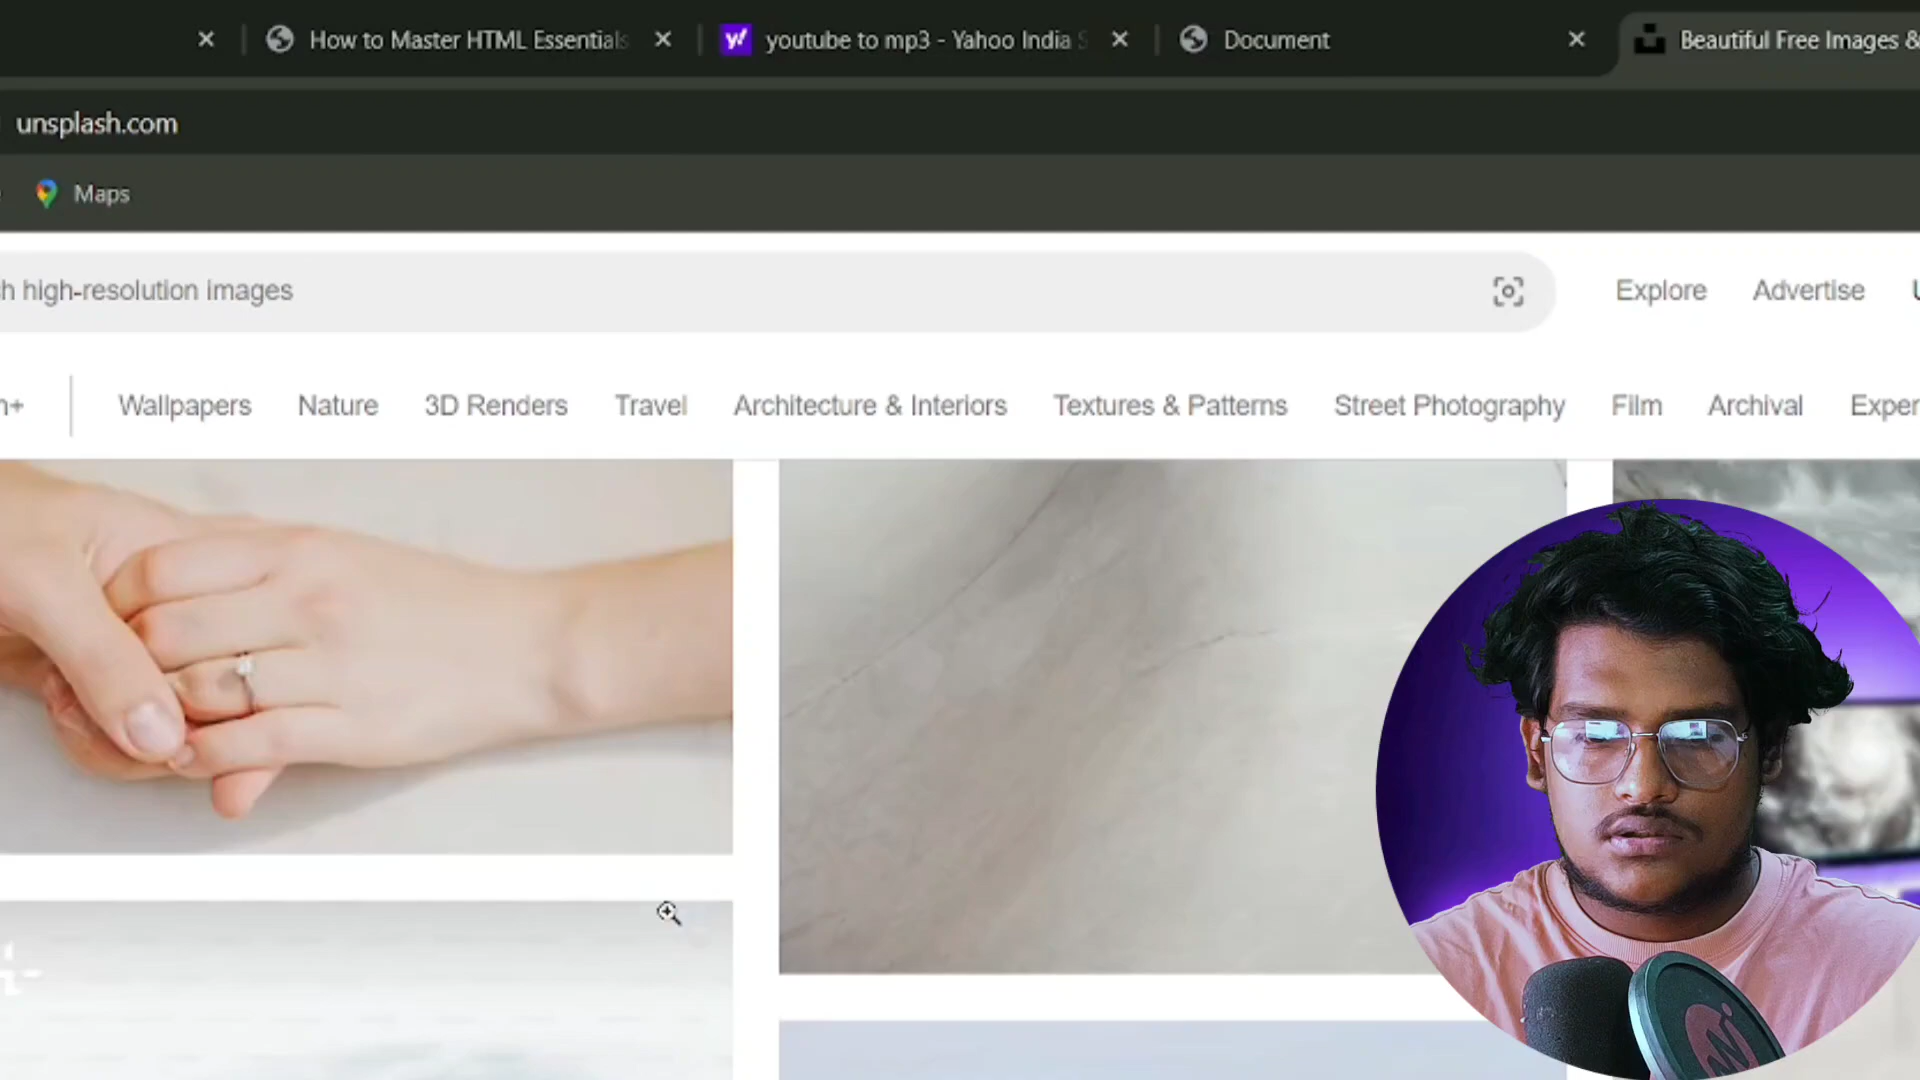 How to Master HTML Essentials
youtube to mp3 - Yahoo India S
Document
Beautiful Free Images &
unsplash.com
Maps
h high-resolution images
Explore
Advertise
n+
Wallpapers
Nature
3D Renders
Travel
Architecture & Interiors
Textures & Patterns
Street Photography
Film
Archival
Exper